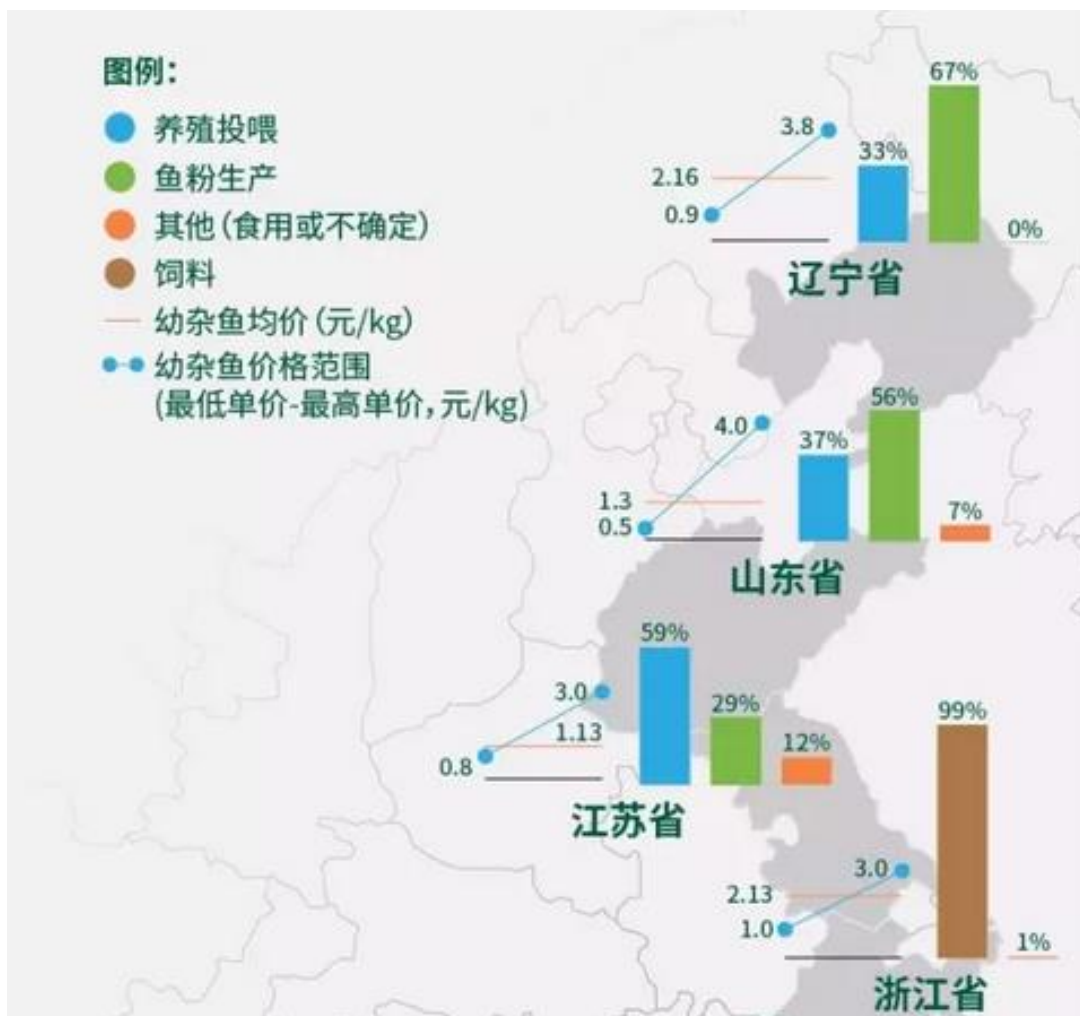 图例：
养殖投喂
鱼粉生产
其他（食用或不确定）
饲料
幼杂鱼均价（元/kg）
幼杂鱼价格范围
(最低单价-最高单价，元/kg)
67%
3.8
33%
2.16
0.9
0%
辽宁省
56%
4.0
37%
1.3
7%
0.5
山东省
59%
3.0
29%
1.13
12%
0.8
江苏省
99%
3.0
2.13
1.0
1%
浙江省